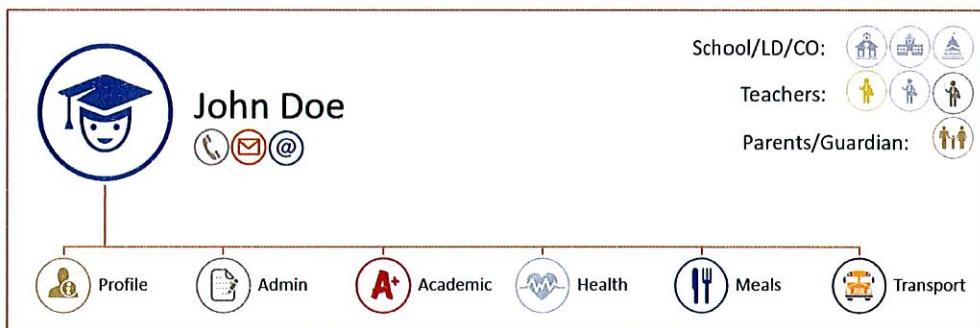 John Doe
School/LD/CO:
Teachers:
Parents/Guardian:
@
Profile
Admin
A+
Academic
Health
Meals
Transport